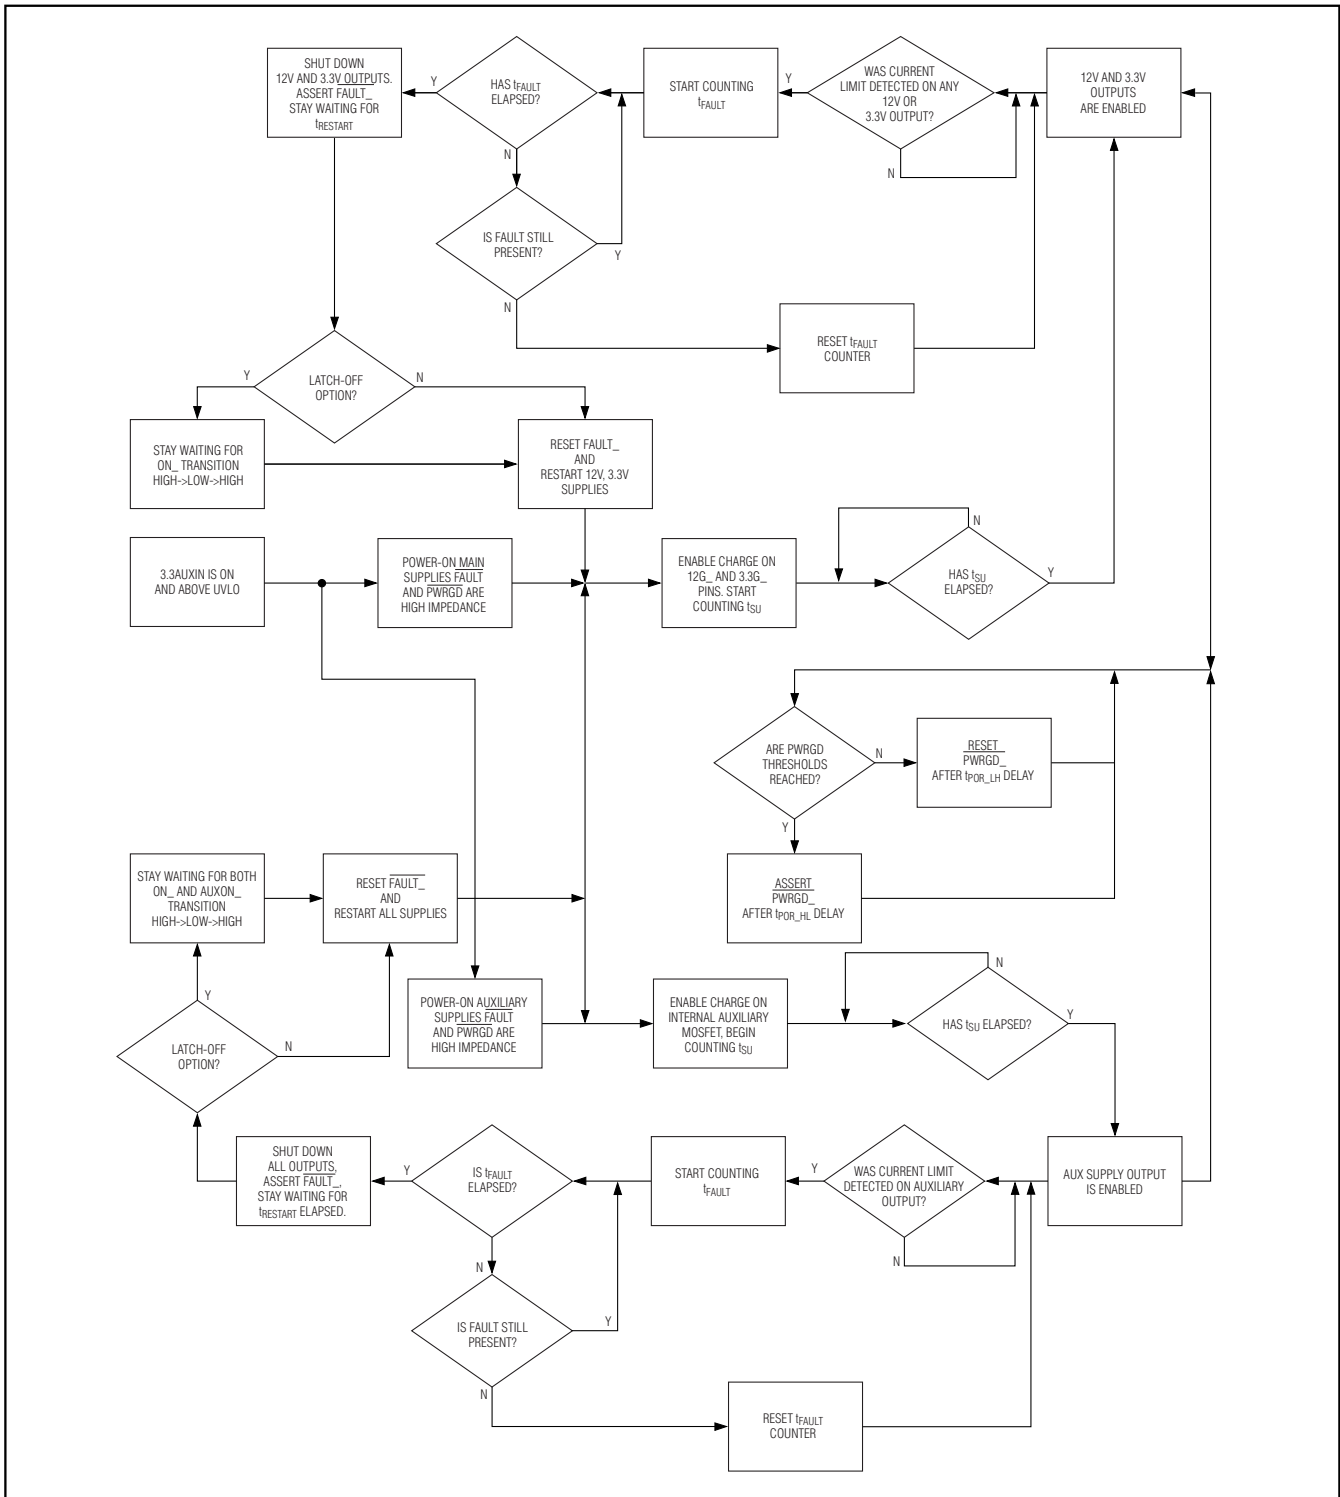 SHUT DOWN
12V AND 3.3V OUTPUTS.
ASSERT FAULT_
STAY WAITING FOR
tRESTART
Y
HAS tFAULT
ELAPSED?
START COUNTING
tFAULT
Y
WAS CURRENT
LIMIT DETECTED ON ANY
12V OR
3.3V OUTPUT?
12V AND 3.3V
OUTPUTS
ARE ENABLED
N
N
IS FAULT STILL
PRESENT?
Y
N
RESET tFAULT
COUNTER
Y
LATCH-OFF
OPTION?
N
STAY WAITING FOR
ON_ TRANSITION
HIGH->LOW->HIGH
RESET FAULT_
AND
RESTART 12V, 3.3V
SUPPLIES
3.3AUXIN IS ON
AND ABOVE UVLO
POWER-ON MAIN
SUPPLIES FAULT
AND PWRGD ARE
HIGH IMPEDANCE
ENABLE CHARGE ON
12G_ AND 3.3G_
PINS. START
COUNTING tSU
N
HAS tSU
ELAPSED?
Y
ARE PWRGD
THRESHOLDS
REACHED?
N
RESET
PWRGD_
AFTER tPOR_LH DELAY
Y
ASSERT
PWRGD_
AFTER tPOR_HL DELAY
STAY WAITING FOR BOTH
ON_ AND AUXON_
TRANSITION
HIGH->LOW->HIGH
RESET FAULT_
AND
RESTART ALL SUPPLIES
Y
LATCH-OFF
OPTION?
N
POWER-ON AUXILIARY
SUPPLIES FAULT
AND PWRGD ARE
HIGH IMPEDANCE
ENABLE CHARGE ON
INTERNAL AUXILIARY
MOSFET, BEGIN
COUNTING tSU
N
HAS tSU ELAPSED?
Y
SHUT DOWN
ALL OUTPUTS,
ASSERT FAULT_,
STAY WAITING FOR
tRESTART ELAPSED.
Y
IS tFAULT
ELAPSED?
START COUNTING
tFAULT
Y
WAS CURRENT LIMIT
DETECTED ON AUXILIARY
OUTPUT?
AUX SUPPLY OUTPUT
IS ENABLED
N
N
IS FAULT STILL
PRESENT?
Y
N
RESET tFAULT
COUNTER